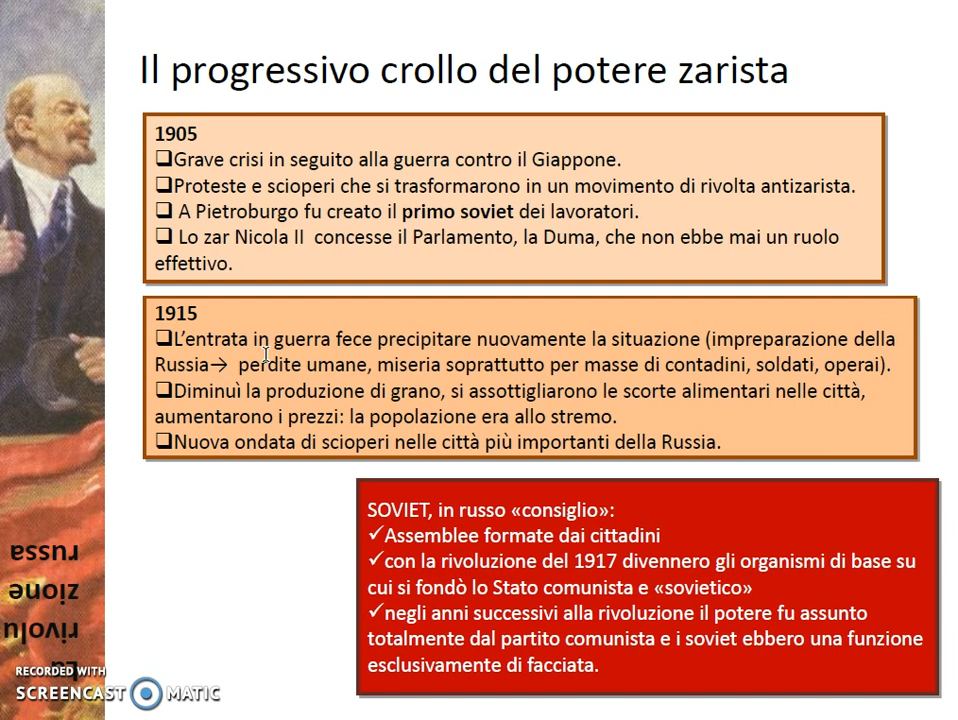 Il progressivo crollo del potere zarista
1905
❑Grave crisi in seguito alla guerra contro il Giappone.
❑Proteste e scioperi che si trasformarono in un movimento di rivolta antizarista.
❑ A Pietroburgo fu creato il primo soviet dei lavoratori.
❑ Lo zar Nicola II concesse il Parlamento, la Duma, che non ebbe mai un ruolo
effettivo.
1915
❑L'entrata in guerra fece precipitare nuovamente la situazione (impreparazione della
Russia→ perdite umane, miseria soprattutto per masse di contadini, soldati, operai).
❑Diminuì la produzione di grano, si assottigliarono le scorte alimentari nelle città,
aumentarono i prezzi: la popolazione era allo stremo.
❑Nuova ondata di scioperi nelle città più importanti della Russia.
SOVIET, in russo «consiglio»:
✓Assemblee formate dai cittadini
✓con la rivoluzione del 1917 divennero gli organismi di base su
cui si fondò lo Stato comunista e «sovietico»
✓negli anni successivi alla rivoluzione il potere fu assunto
totalmente dal partito comunista e i soviet ebbero una funzione
esclusivamente di facciata.
La
rivolu
zione
russa
RECORDED WITH
SCREENCAST MATIC